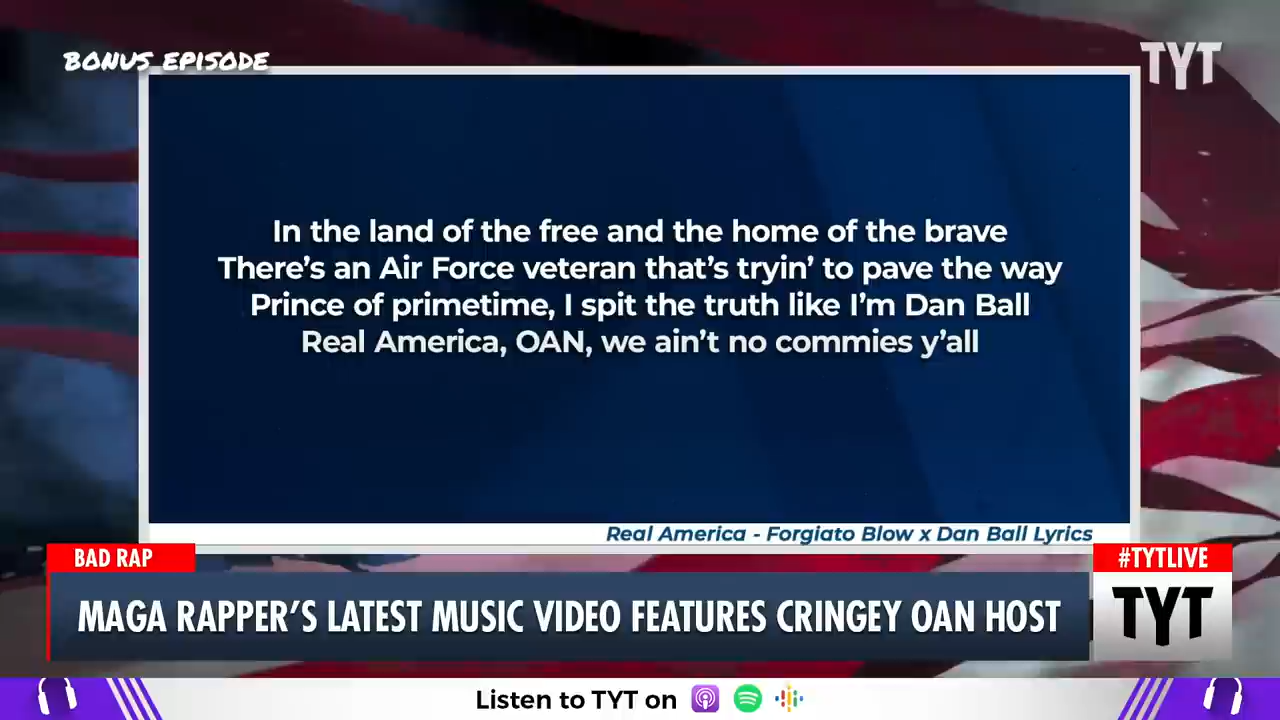 BONUS EPISODE
TYT
In the land of the free and the home of the brave
There's an Air Force veteran that's tryin' to pave the way
Prince of primetime, I spit the truth like I'm Dan Ball
Real America, OAN, we ain't no commies y'all
Real America - Forgiato Blow x Dan Ball Lyrics
BAD RAP
#TYTLIVE
MAGA RAPPER'S LATEST MUSIC VIDEO FEATURES CRINGEY OAN HOST
TYT
Listen to TYT on